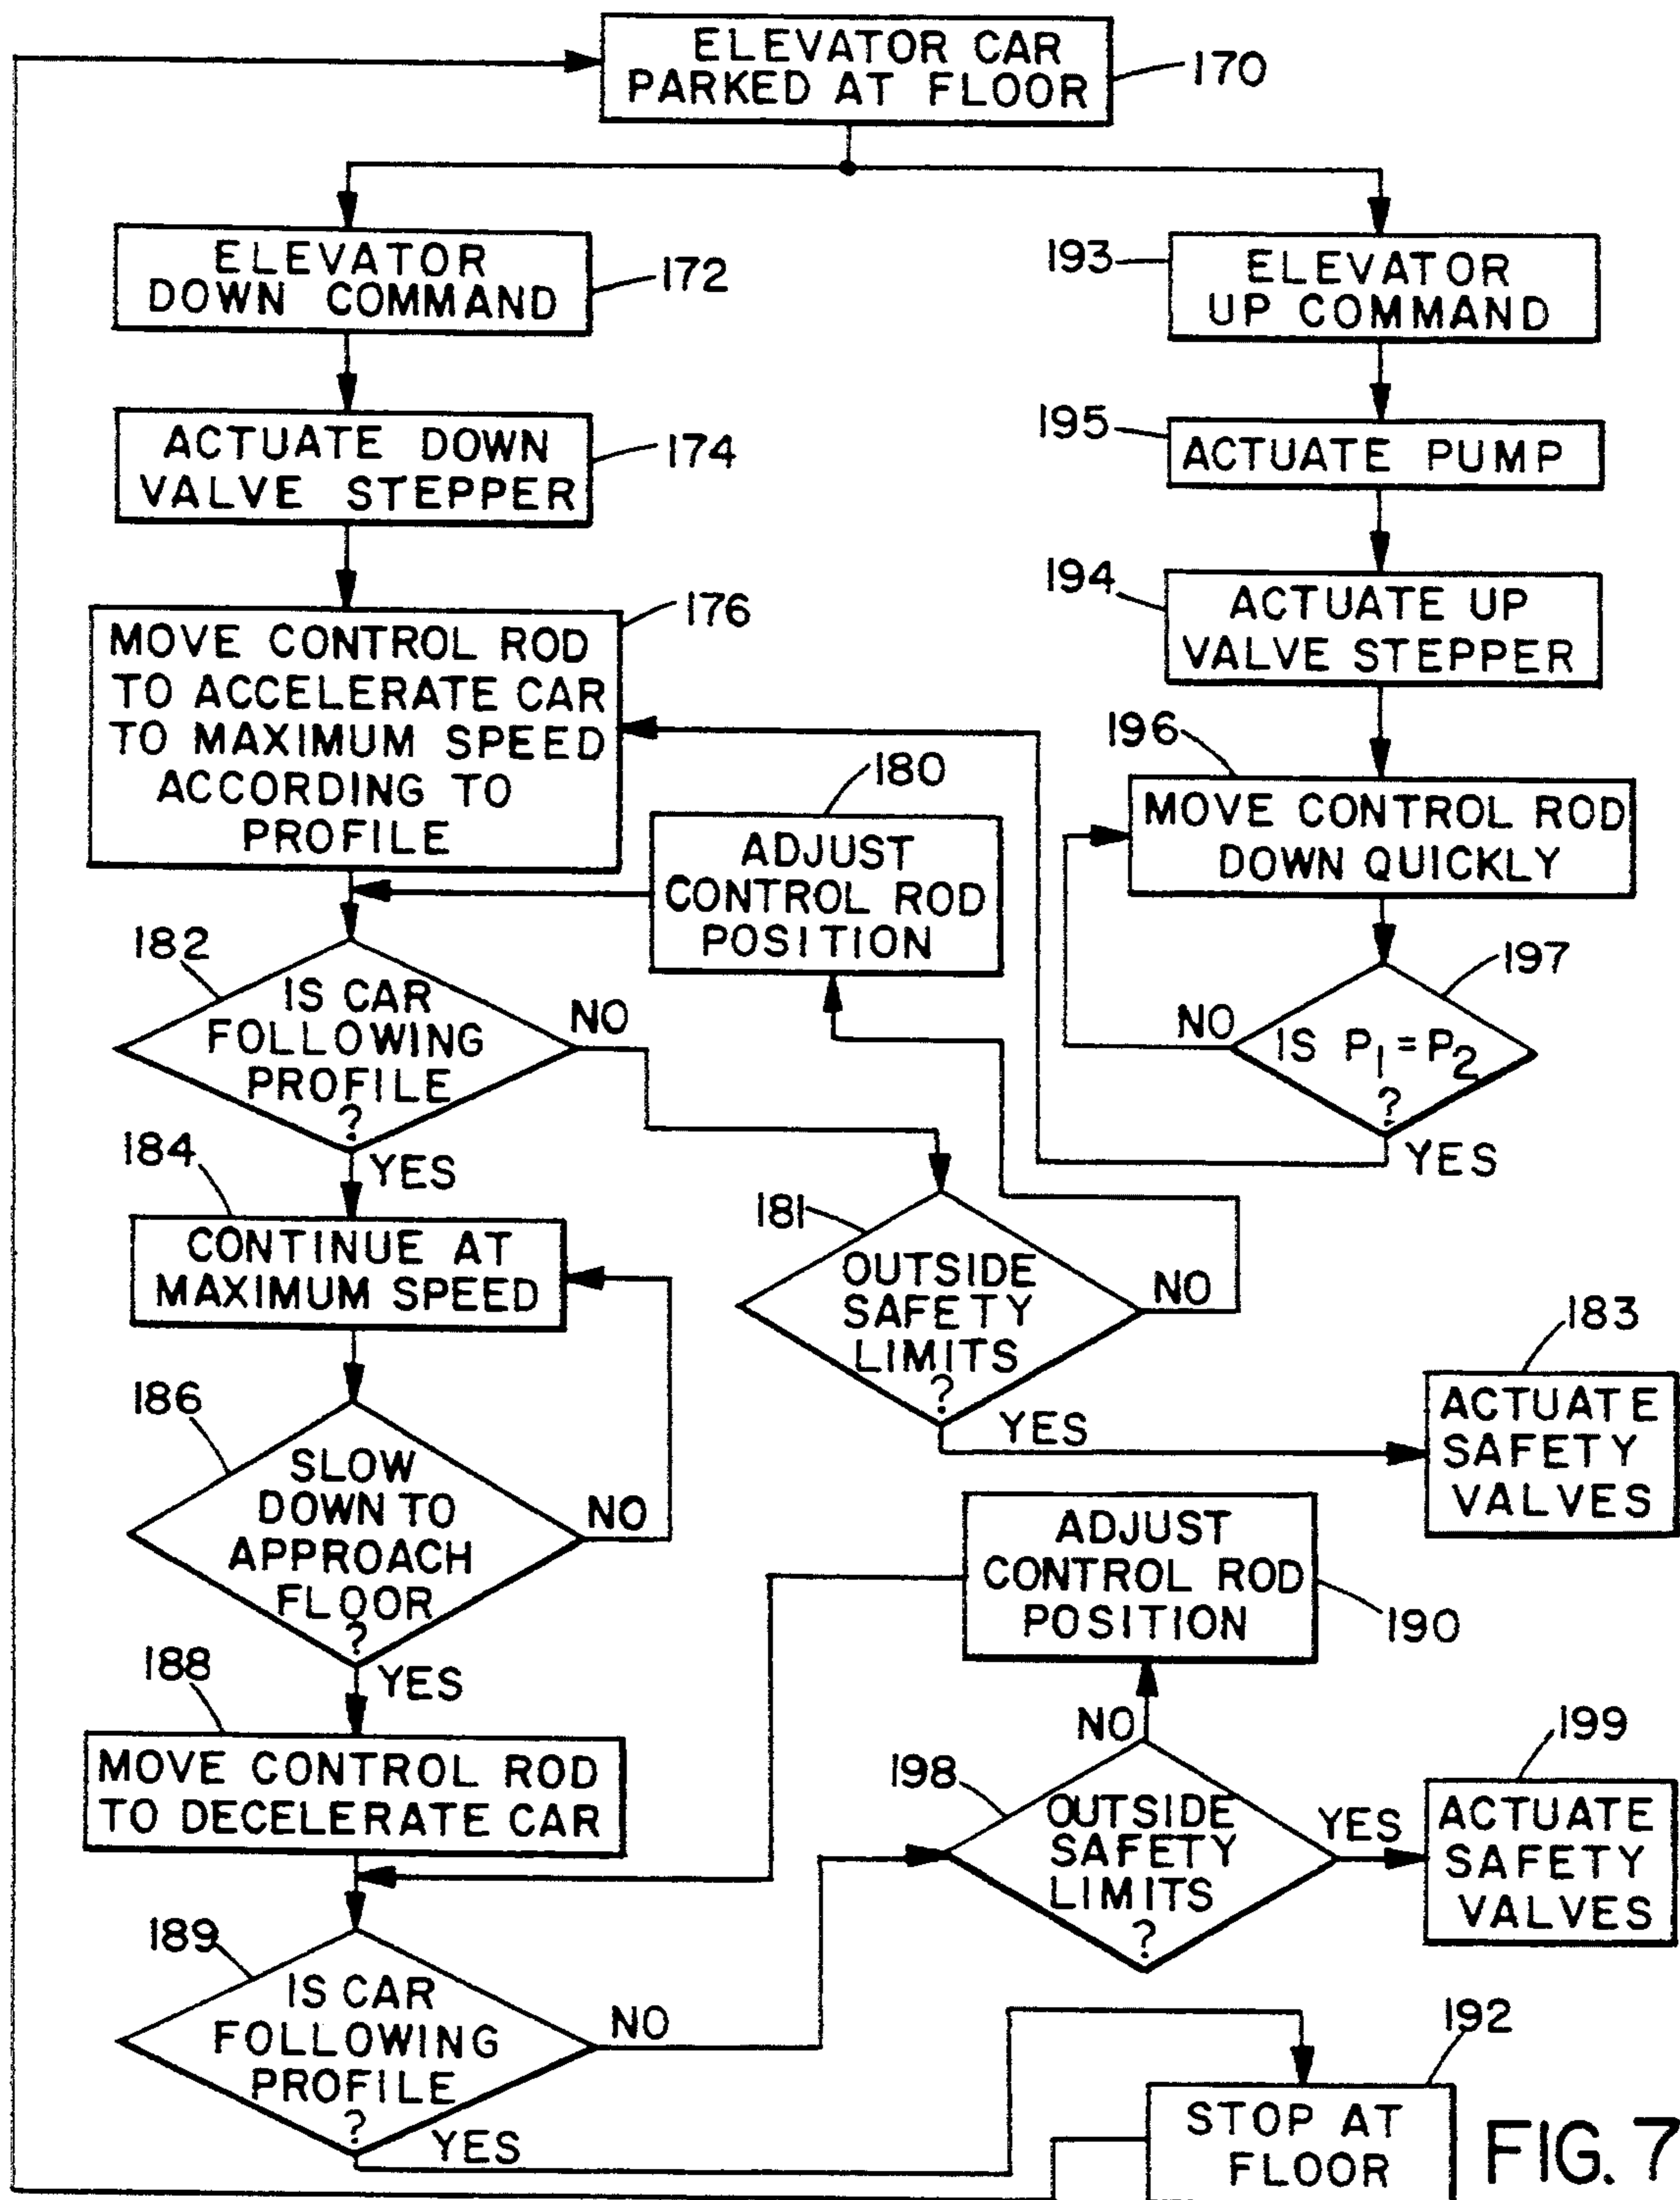 ELEVATOR CAR
PARKED AT FLOOR
170
ELEVATOR
DOWN COMMAND
172
193
ELEVATOR
UP COMMAND
ACTUATE DOWN
VALVE STEPPER
174
195
ACTUATE PUMP
194
ACTUATE UP
VALVE STEPPER
176
MOVE CONTROL ROD
TO ACCELERATE CAR
TO MAXIMUM SPEED
ACCORDING TO
PROFILE
196
MOVE CONTROL ROD
DOWN QUICKLY
180
ADJUST
CONTROL ROD
POSITION
182
IS CAR
FOLLOWING
PROFILE
?
NO
YES
197
IS P1 = P2
?
NO
YES
184
CONTINUE AT
MAXIMUM SPEED
181
OUTSIDE
SAFETY
LIMITS
?
NO
YES
183
ACTUATE
SAFETY
VALVES
186
SLOW
DOWN TO
APPROACH
FLOOR
?
NO
YES
ADJUST
CONTROL ROD
POSITION
190
188
MOVE CONTROL ROD
TO DECELERATE CAR
198
OUTSIDE
SAFETY
LIMITS
?
NO
YES
199
ACTUATE
SAFETY
VALVES
189
IS CAR
FOLLOWING
PROFILE
?
NO
YES
192
STOP AT
FLOOR
FIG. 7